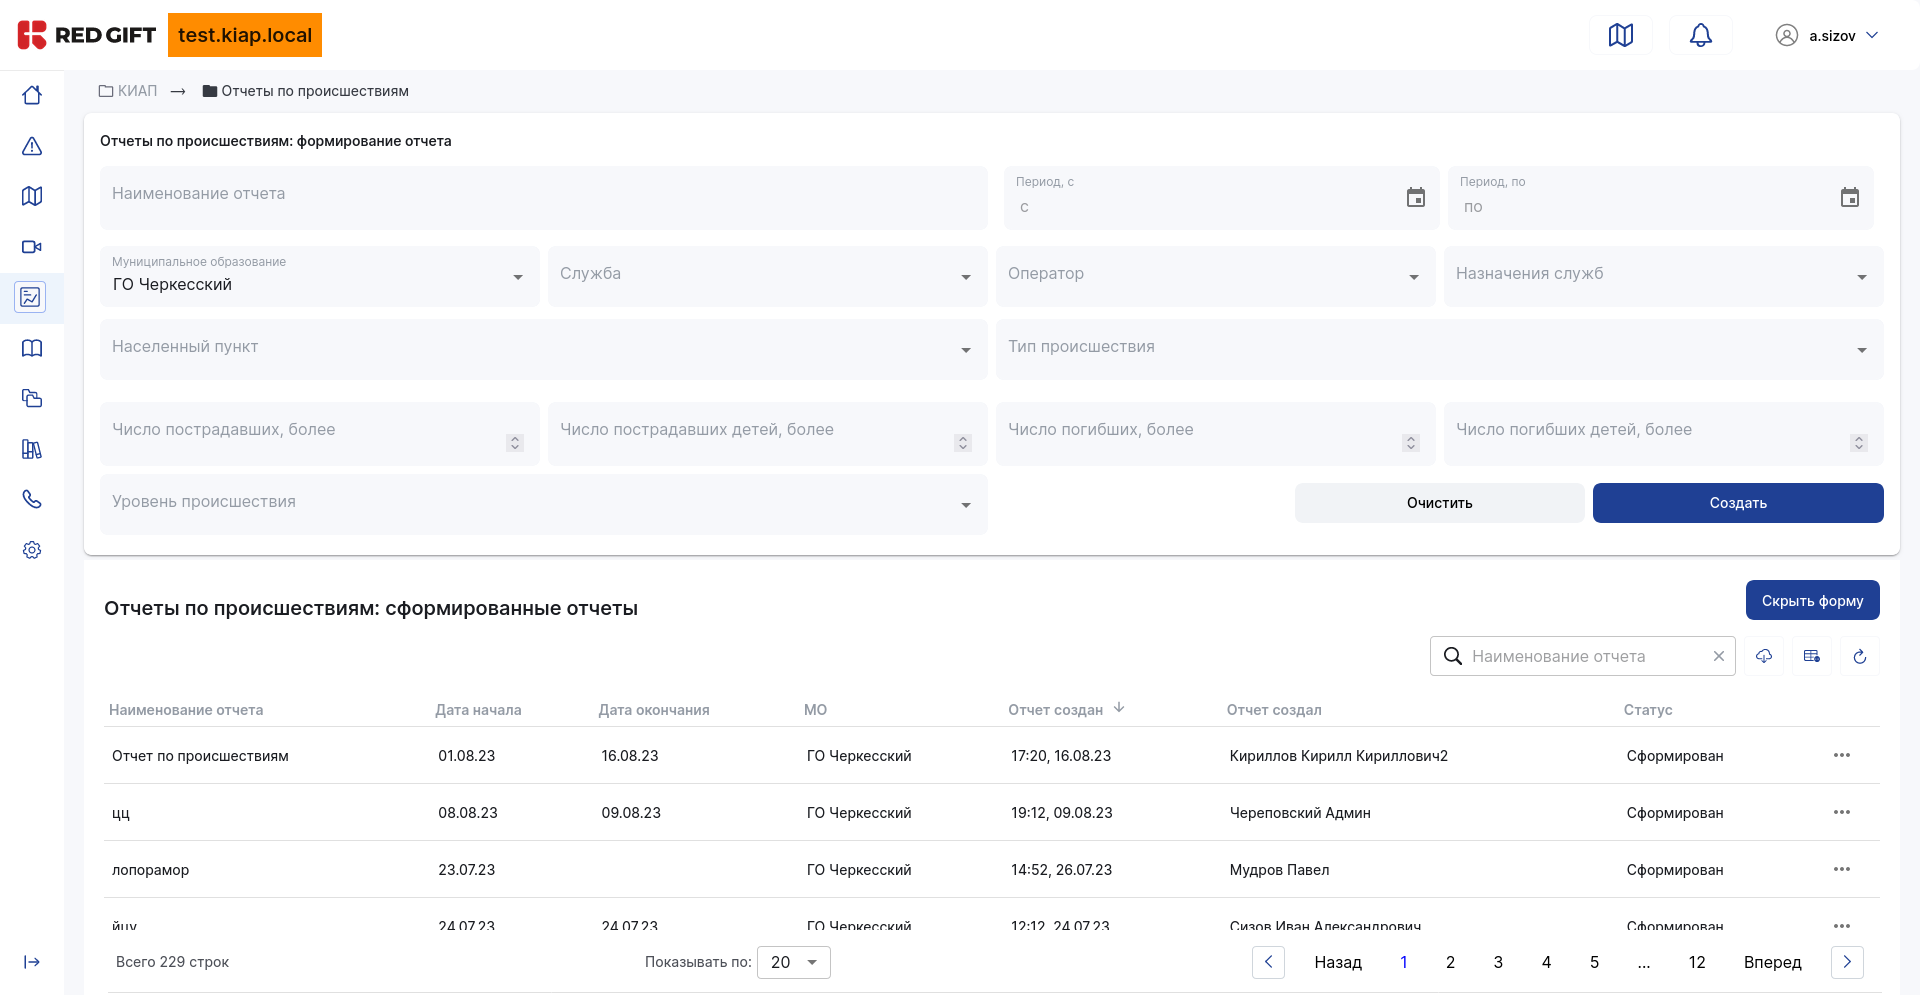 RED GIFT
test.kiap.local
a.sizov
КИАП → Отчеты по происшествиям
Отчеты по происшествиям: формирование отчета
Наименование отчета
Период, с
с
Период, по
по
Муниципальное образование
ГО Черкесский
Служба
Оператор
Назначения служб
Населенный пункт
Тип происшествия
Число пострадавших, более
Число пострадавших детей, более
Число погибших, более
Число погибших детей, более
Уровень происшествия
Очистить
Создать
Отчеты по происшествиям: сформированные отчеты
Скрыть форму
Наименование отчета
Наименование отчета Дата начала Дата окончания МО Отчет создан Отчет создал Статус
Отчет по происшествиям 01.08.23 16.08.23 ГО Черкесский 17:20, 16.08.23 Кириллов Кирилл Кириллович2 Сформирован
цц 08.08.23 09.08.23 ГО Черкесский 19:12, 09.08.23 Череповский Админ Сформирован
лопорамор 23.07.23 ГО Черкесский 14:52, 26.07.23 Мудров Павел Сформирован
йцу 24.07.23 24.07.23 ГО Черкесский 12:12, 24.07.23 Сизов Иван Александрович Сформирован
Всего 229 строк
Показывать по: 20
Назад 1 2 3 4 5 ... 12 Вперед